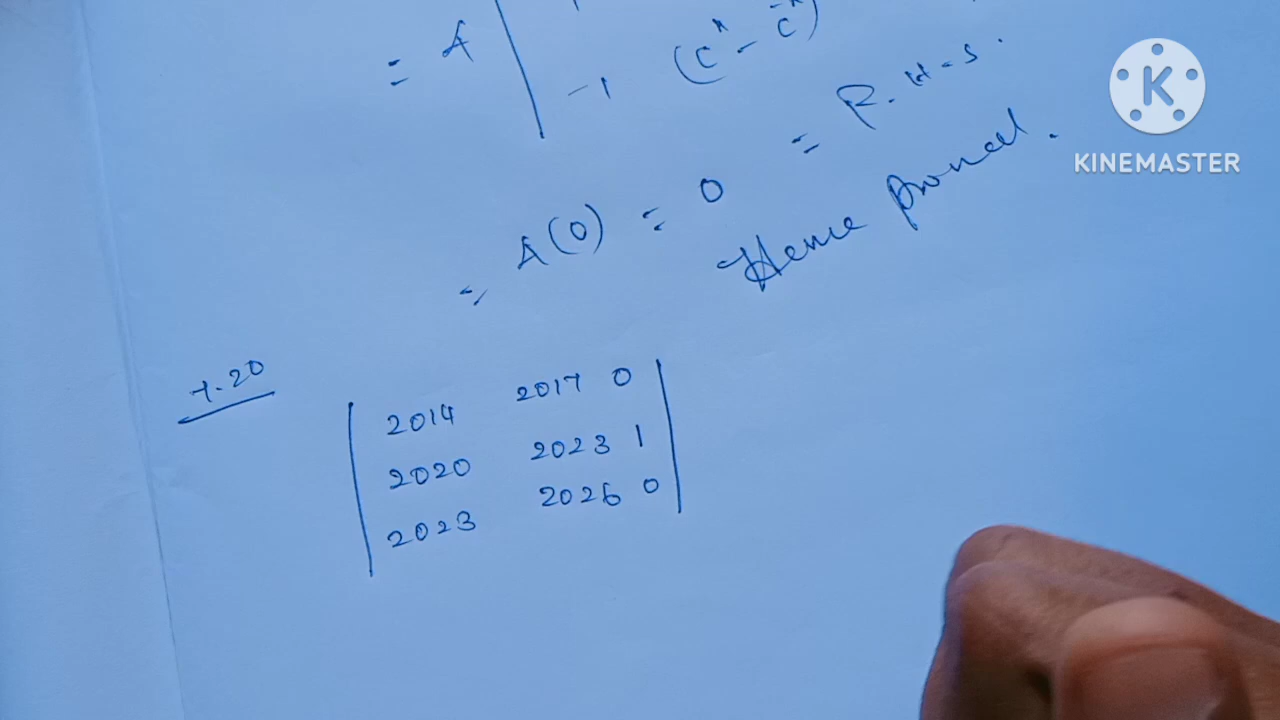 = A | -1 (c^x - c^-x)
= R.H.S.
= A(0) = 0
Hence proved.
7.20
| 2014 2017 0 |
| 2020 2023 1 |
| 2023 2026 0 |
K
KINEMASTER